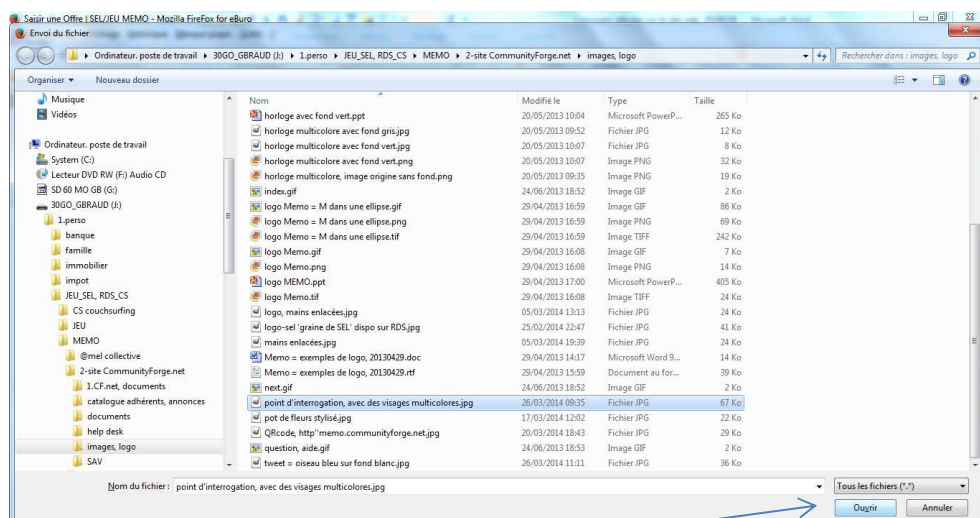 Saisir une Offre | SEL/JEU MEMO - Mozilla FireFox for eBuro
Envoi du fichier
Ordinateur. poste de travail ▸ 30GO_GBRAUD (J:) ▸ 1.perso ▸ JEU_SEL, RDS_CS ▸ MEMO ▸ 2-site CommunityForge.net ▸ images, logo
Rechercher dans : images, logo
Organiser Nouveau dossier
Musique
Vidéos
Ordinateur. poste de travail
System (C:)
Lecteur DVD RW (F:) Audio CD
SD 60 MO GB (G:)
30GO_GBRAUD (J:)
1.perso
banque
famille
immobilier
impot
JEU_SEL, RDS_CS
CS couchsurfing
JEU
MEMO
@mel collective
2-site CommunityForge.net
1.CF.net, documents
catalogue adhérents, annonces
documents
help desk
images, logo
SAV
Nom Modifié le Type Taille
horloge avec fond vert.ppt 20/05/2013 10:04 Microsoft PowerP... 265 Ko
horloge multicolore avec fond gris.jpg 20/05/2013 09:52 Fichier JPG 12 Ko
horloge multicolore avec fond vert.jpg 20/05/2013 10:07 Fichier JPG 8 Ko
horloge multicolore avec fond vert.png 20/05/2013 10:07 Image PNG 32 Ko
horloge multicolore, image origine sans fond.png 20/05/2013 09:35 Image PNG 19 Ko
index.gif 24/06/2013 18:52 Image GIF 2 Ko
logo Memo = M dans une ellipse.gif 29/04/2013 16:59 Image GIF 86 Ko
logo Memo = M dans une ellipse.png 29/04/2013 16:59 Image PNG 69 Ko
logo Memo = M dans une ellipse.tif 29/04/2013 16:59 Image TIFF 242 Ko
logo Memo.gif 29/04/2013 16:08 Image GIF 7 Ko
logo Memo.png 29/04/2013 16:08 Image PNG 14 Ko
logo MEMO.ppt 29/04/2013 17:00 Microsoft PowerP... 405 Ko
logo Memo.tif 29/04/2013 16:08 Image TIFF 24 Ko
logo, mains enlacées.jpg 05/03/2014 13:13 Fichier JPG 24 Ko
logo-sel 'graine de SEL' dispo sur RDS.jpg 25/02/2014 22:47 Fichier JPG 41 Ko
mains enlacées.jpg 05/03/2014 19:39 Fichier JPG 24 Ko
Memo = exemples de logo, 20130429.doc 29/04/2013 14:17 Microsoft Word 9... 14 Ko
Memo = exemples de logo, 20130429.rtf 29/04/2013 15:59 Document au for... 39 Ko
next.gif 24/06/2013 18:52 Image GIF 2 Ko
point d'interrogation, avec des visages multicolores.jpg 26/03/2014 09:35 Fichier JPG 67 Ko
pot de fleurs stylisé.jpg 17/03/2014 12:02 Fichier JPG 22 Ko
QRcode, http''memo.communityforge.net.jpg 20/03/2014 18:43 Fichier JPG 29 Ko
question, aide.gif 24/06/2013 18:53 Image GIF 2 Ko
tweet = oiseau bleu sur fond blanc.jpg 26/03/2014 11:11 Fichier JPG 36 Ko
Nom du fichier : point d'interrogation, avec des visages multicolores.jpg Tous les fichiers (*.*)
Ouvrir Annuler